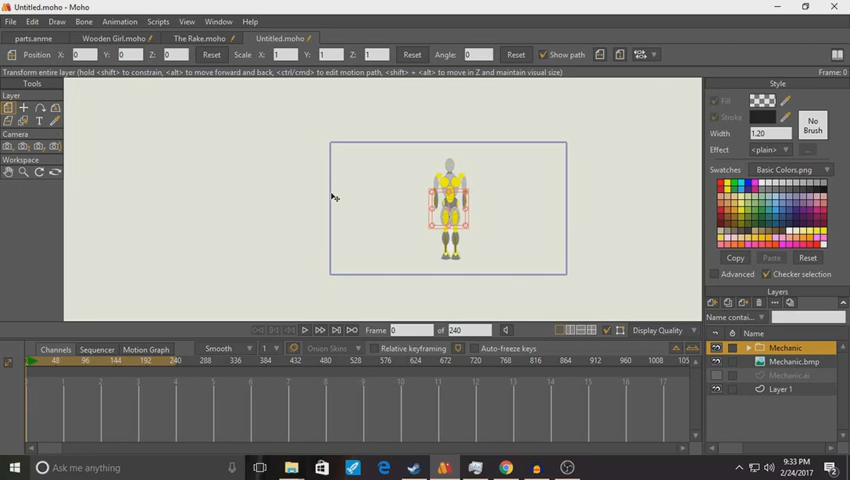 Untitled.moho - Moho
File Edit Draw Bone Animation Scripts View Window Help
parts.anme Wooden Girl.moho The Rake.moho Untitled.moho
Position X: 0 Y: 0 Z: 0 Reset Scale X: 1 Y: 1 Z: 1 Reset Angle: 0 Reset Show path
Transform entire layer (hold <shift> to constrain, <alt> to move forward and back, <ctrl/cmd> to edit motion path, <shift> + <alt> to move in Z and maintain visual size) Frame: 0
Tools
Layer
Camera
Workspace
Style
Fill
Stroke
Width 1.20
No Brush
Effect <plain> ...
Swatches Basic Colors.png
Copy Paste Reset
Advanced Checker selection
Layers
Name contai...
Name
Mechanic
Mechanic.bmp
Mechanic.ai
Layer 1
Frame 0 of 240 Display Quality
Channels Sequencer Motion Graph Smooth 1 Onion Skins Relative keyframing Auto-freeze keys
48 96 144 192 240 288 336 384 432 480 528 576 624 672 720 768 816 864 912 960 1008 105
1 2 3 4 5 6 7 8 9 10 11 12 13 14 15 16 17
Ask me anything
9:33 PM
2/24/2017